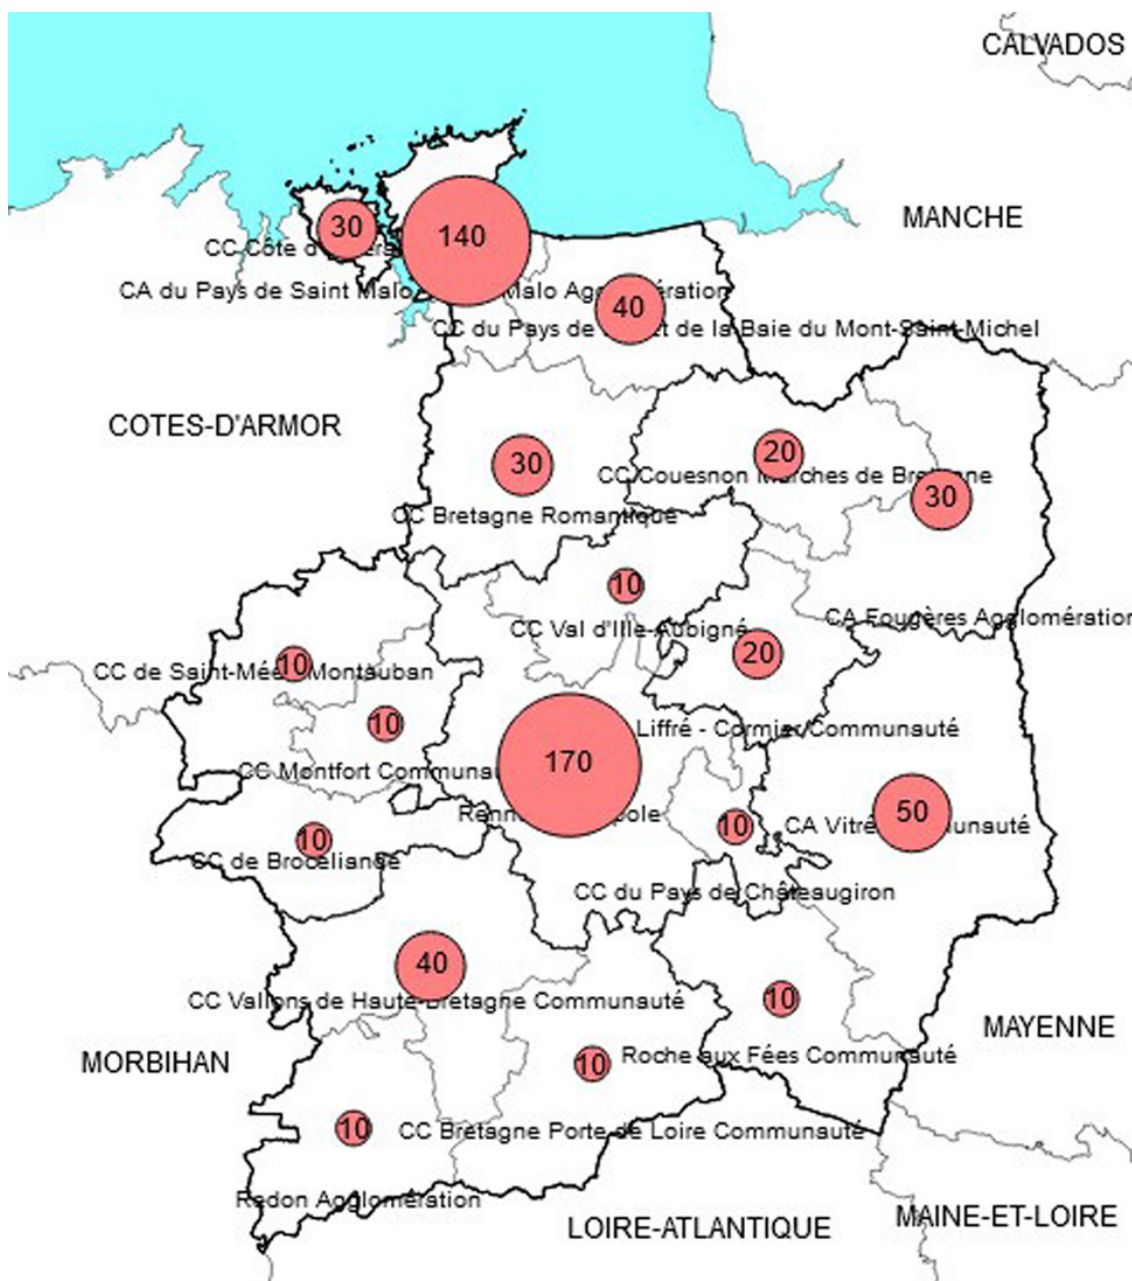 CALVADOS
MANCHE
30
140
CC Côte d'
CA du Pays de Saint Malo Malo Agglomération
40
CC du Pays de et de la Baie du Mont-Saint-Michel
COTES-D'ARMOR
20
30
CC Couesnon Marches de Bretagne
30
CC Bretagne Romantique
10
CA Fougères Agglomération
CC Val d'Ille-Aubigné
20
10
CC de Saint-Méen Montauban
10
Liffré - Cormier Communauté
170
CC Montfort
50
10
CA Vitré
10
CC de Brocéliande
CC du Pays de Châteaugiron
40
10
CC Vallons de Haute-Bretagne Communauté
MAYENNE
Roche aux Fées Communauté
MORBIHAN
10
10
CC Bretagne Porte de Loire Communauté
Redon Agglomération
MAINE-ET-LOIRE
LOIRE-ATLANTIQUE